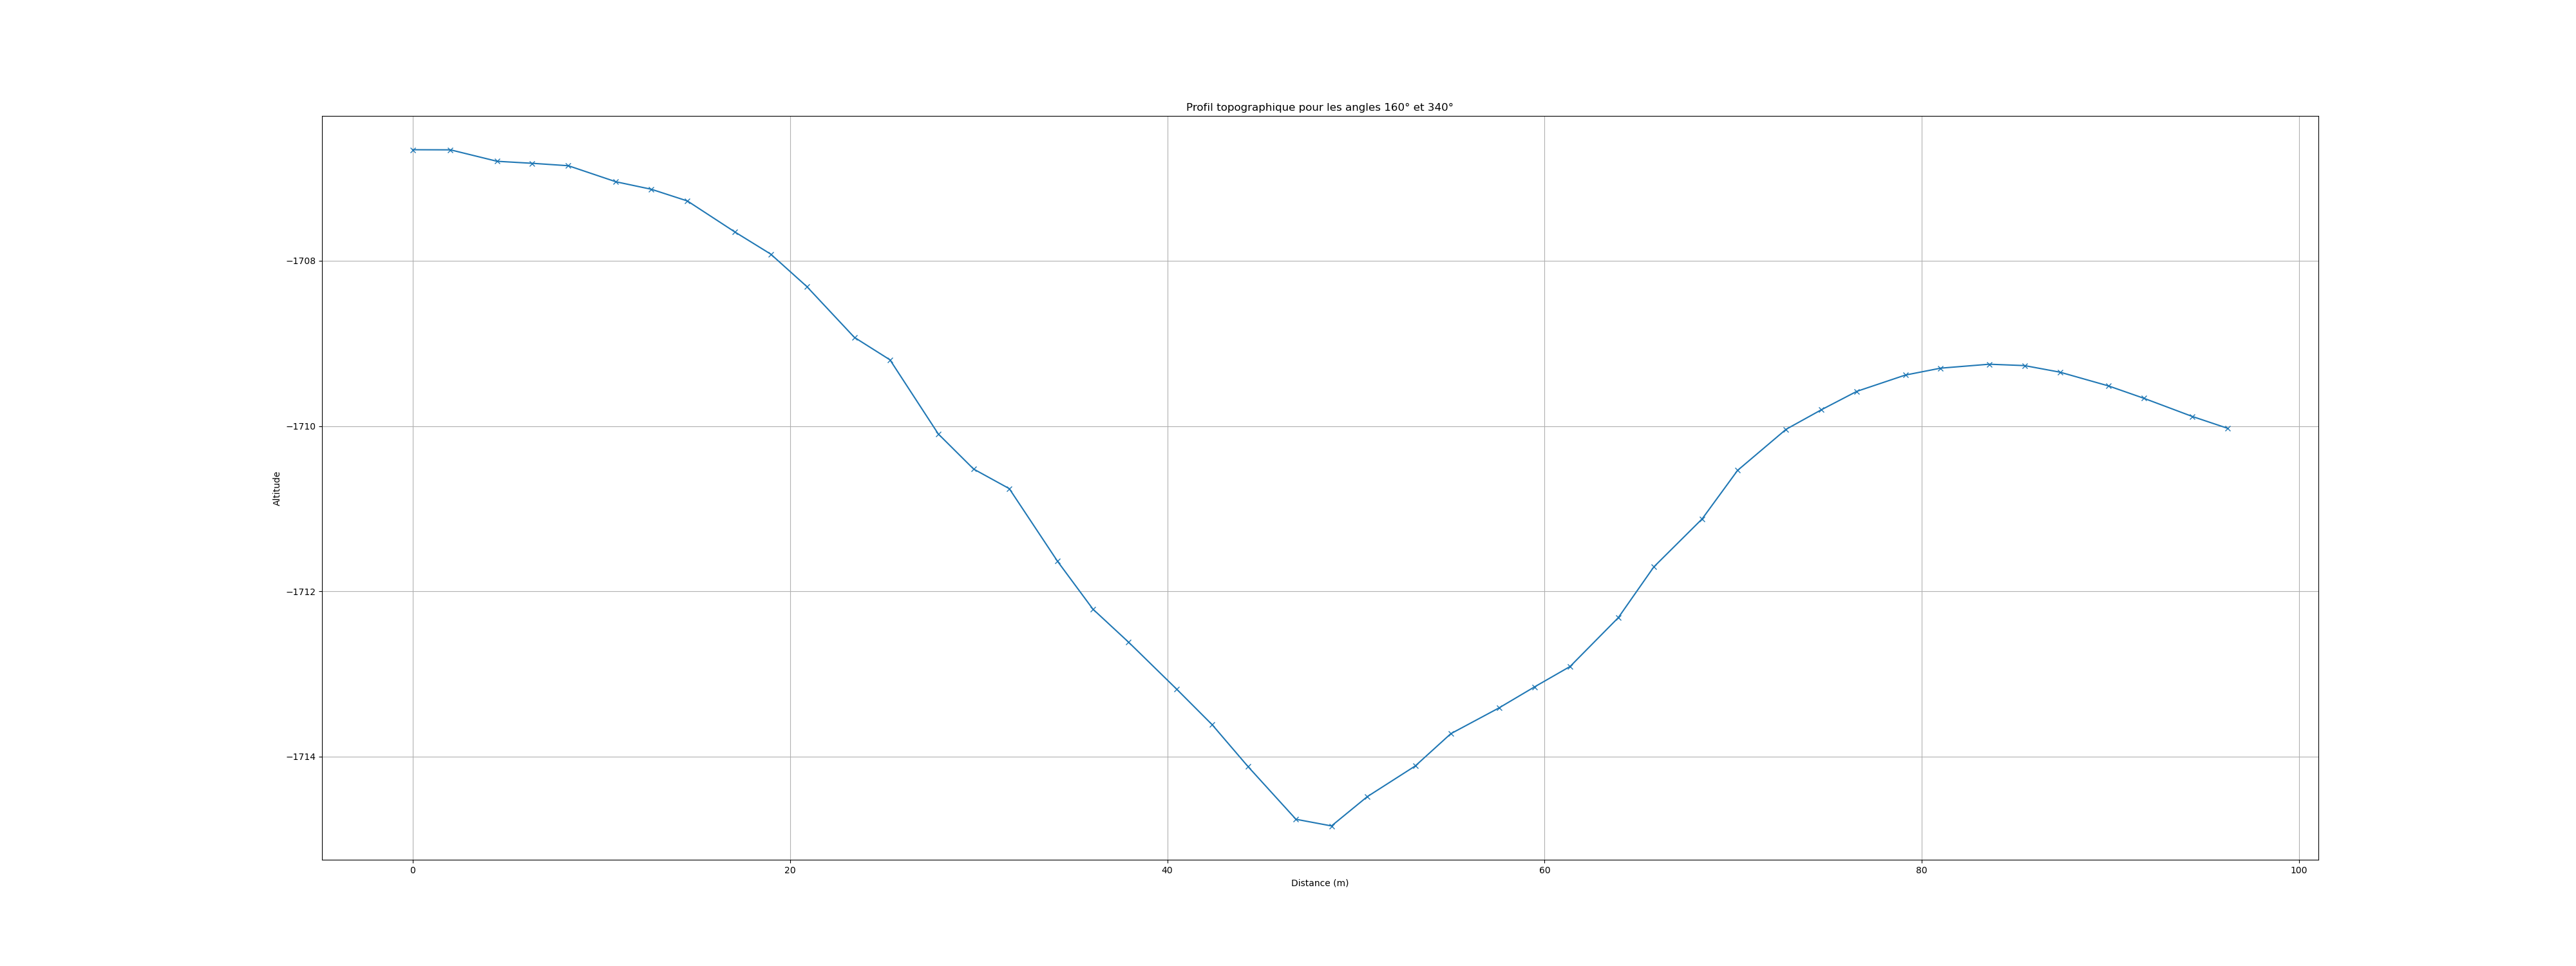 Profil topographique pour les angles 160° et 340°
−1708
−1710
−1712
−1714
Altitude
0 20 40 60 80 100
Distance (m)